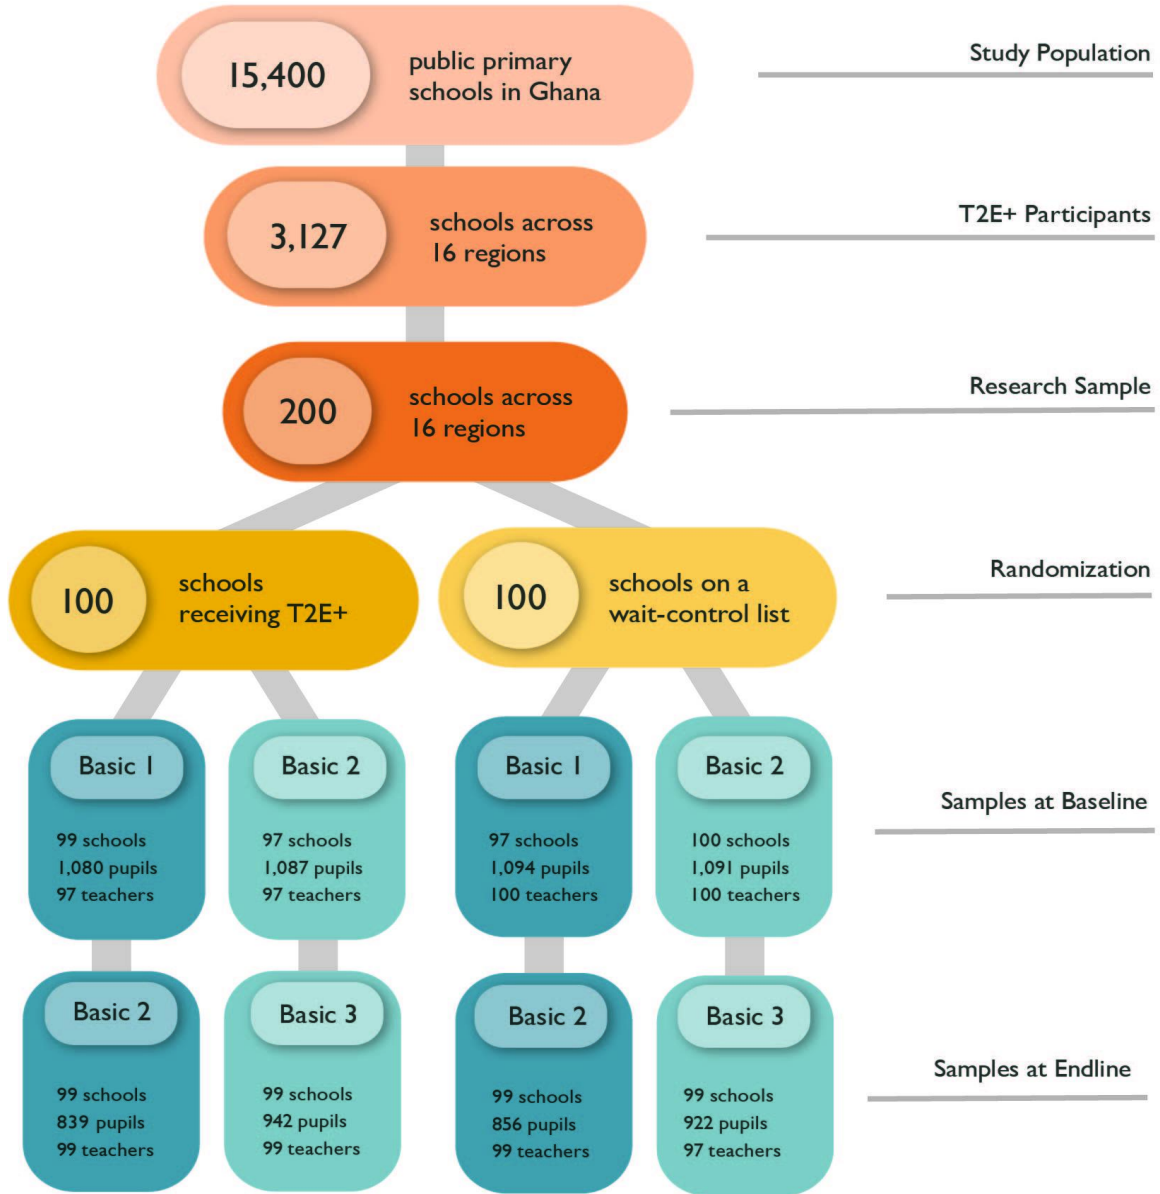 15,400
public primary
schools in Ghana
Study Population
3,127
schools across
16 regions
T2E+ Participants
200
schools across
16 regions
Research Sample
100
schools
receiving T2E+
100
schools on a
wait-control list
Randomization
Basic 1
99 schools
1,080 pupils
97 teachers
Basic 2
97 schools
1,087 pupils
97 teachers
Basic 1
97 schools
1,094 pupils
100 teachers
Basic 2
100 schools
1,091 pupils
100 teachers
Samples at Baseline
Basic 2
99 schools
839 pupils
99 teachers
Basic 3
99 schools
942 pupils
99 teachers
Basic 2
99 schools
856 pupils
99 teachers
Basic 3
99 schools
922 pupils
97 teachers
Samples at Endline